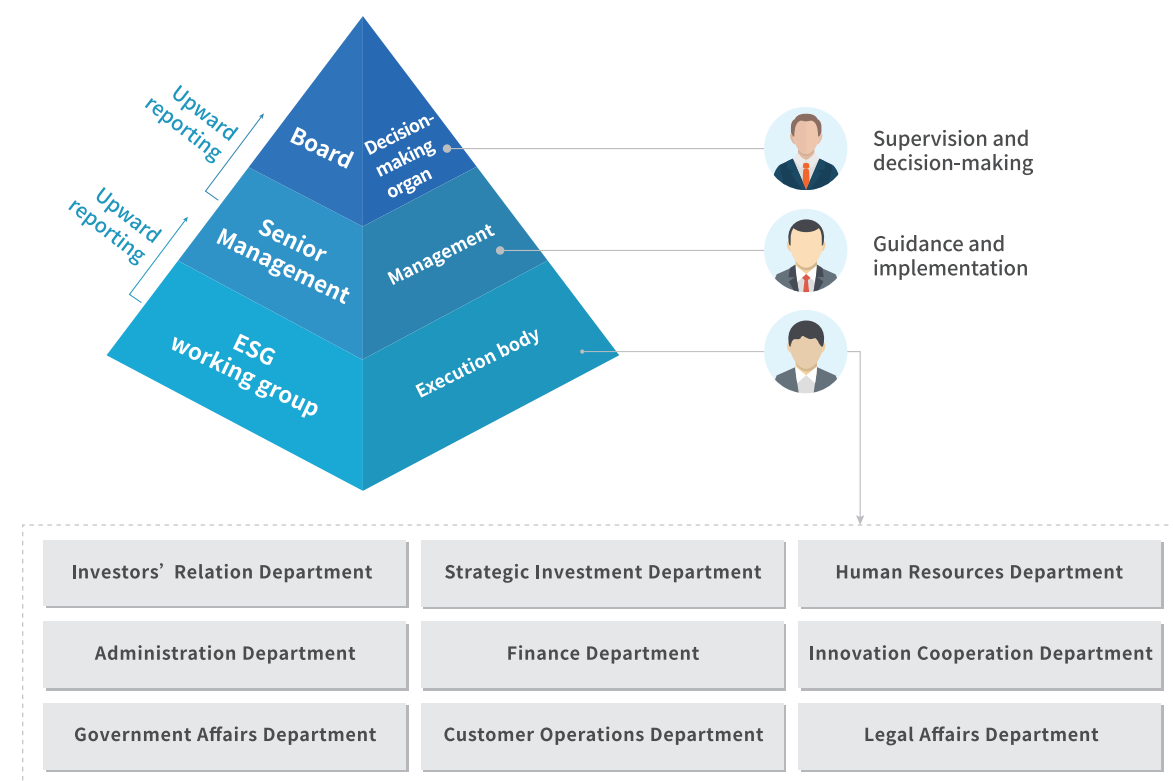 Upward
reporting
Upward
reporting
Board
Decision-
making
organ
Supervision and
decision-making
Senior
Management
Management
Guidance and
implementation
ESG
working group
Execution body
Investors’ Relation Department
Strategic Investment Department
Human Resources Department
Administration Department
Finance Department
Innovation Cooperation Department
Government Affairs Department
Customer Operations Department
Legal Affairs Department